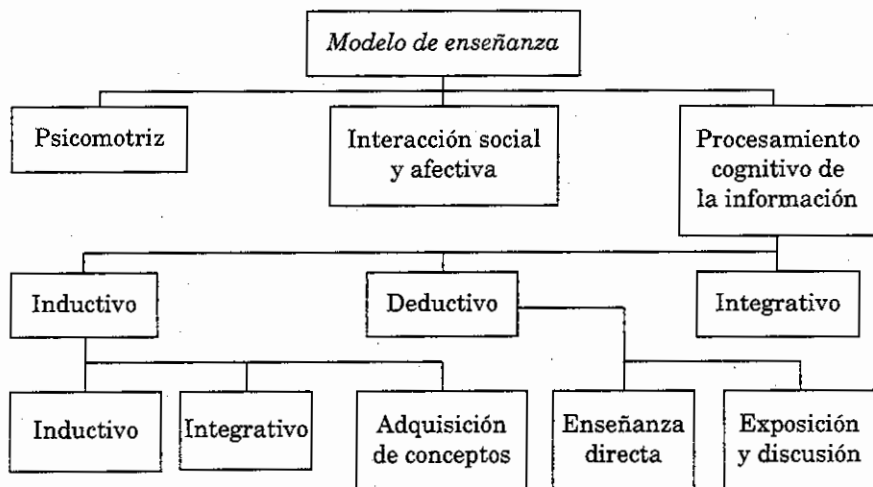 Modelo de enseñanza
Psicomotriz
Interacción social
y afectiva
Procesamiento
cognitivo de
la información
Inductivo
Deductivo
Integrativo
Inductivo
Integrativo
Adquisición
de conceptos
Enseñanza
directa
Exposición
y discusión